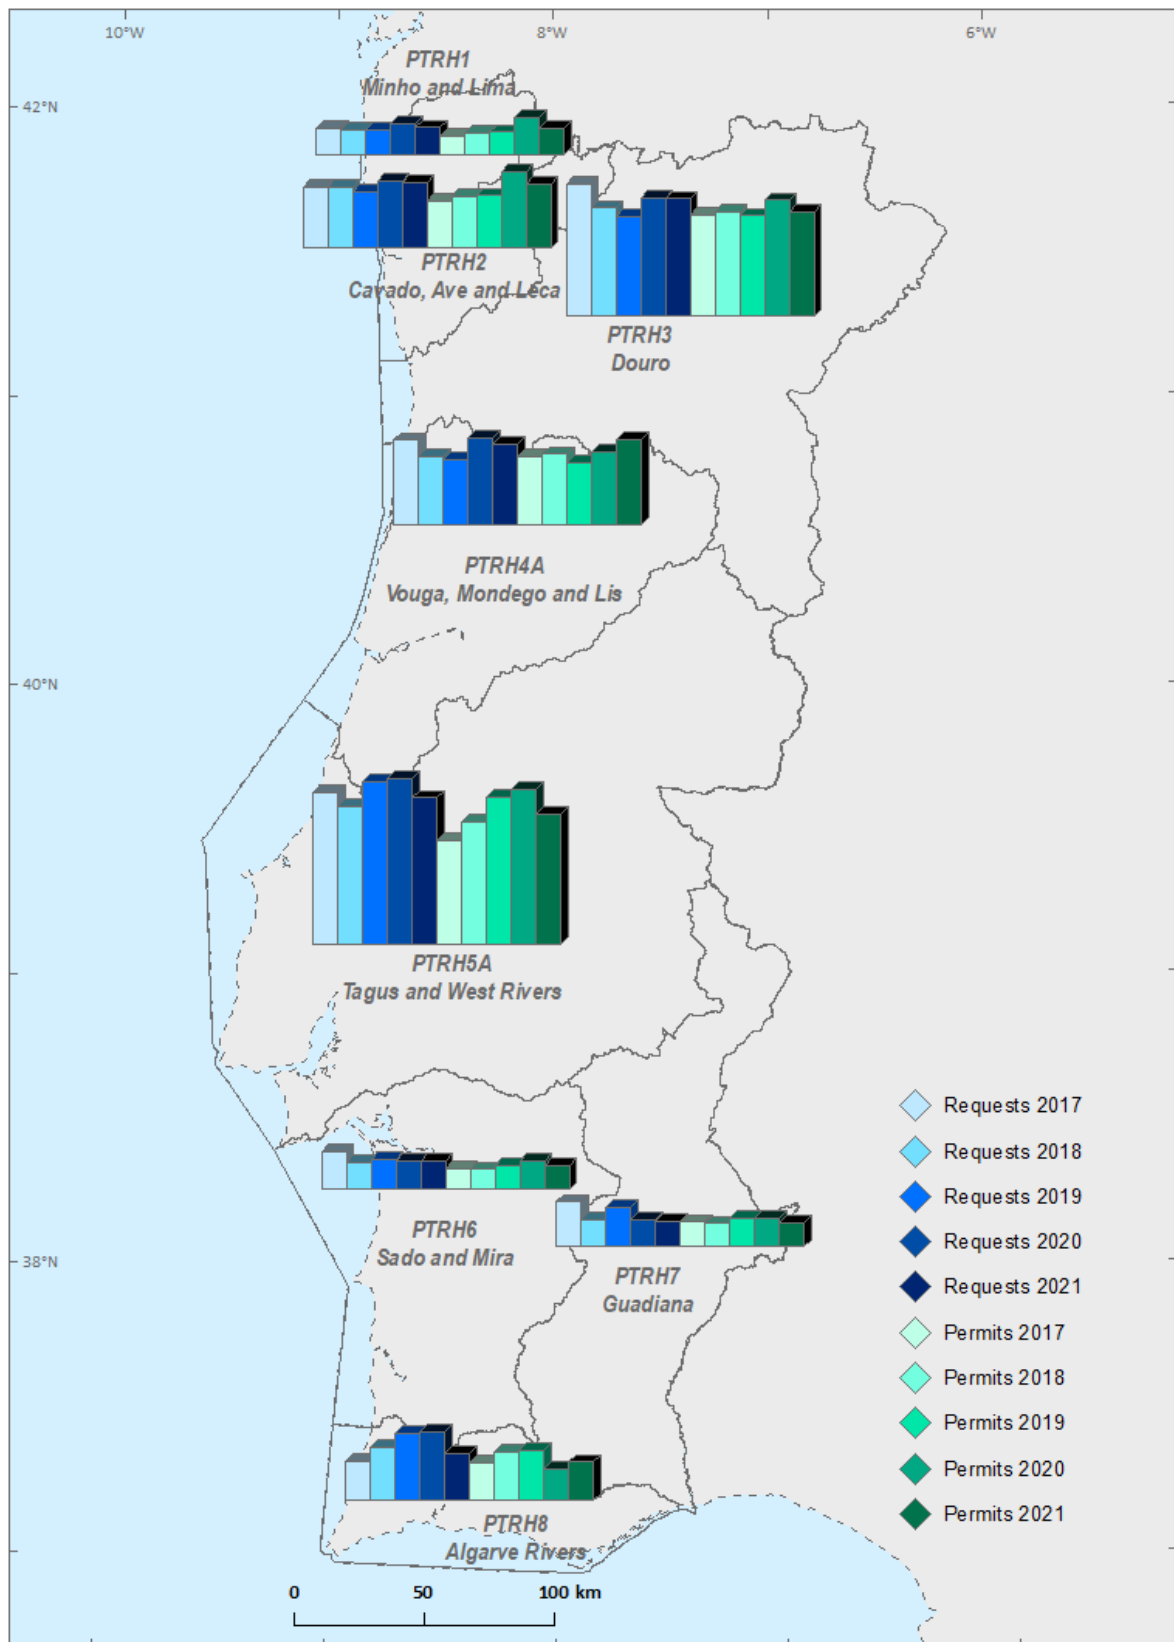 10°W
8°W
6°W
PTRH1
Minho and Lima
42°N
PTRH2
Cavado, Ave and Leca
PTRH3
Douro
PTRH4A
Vouga, Mondego and Lis
40°N
PTRH5A
Tagus and West Rivers
PTRH6
Sado and Mira
38°N
PTRH7
Guadiana
PTRH8
Algarve Rivers
Requests 2017
Requests 2018
Requests 2019
Requests 2020
Requests 2021
Permits 2017
Permits 2018
Permits 2019
Permits 2020
Permits 2021
0 50 100 km